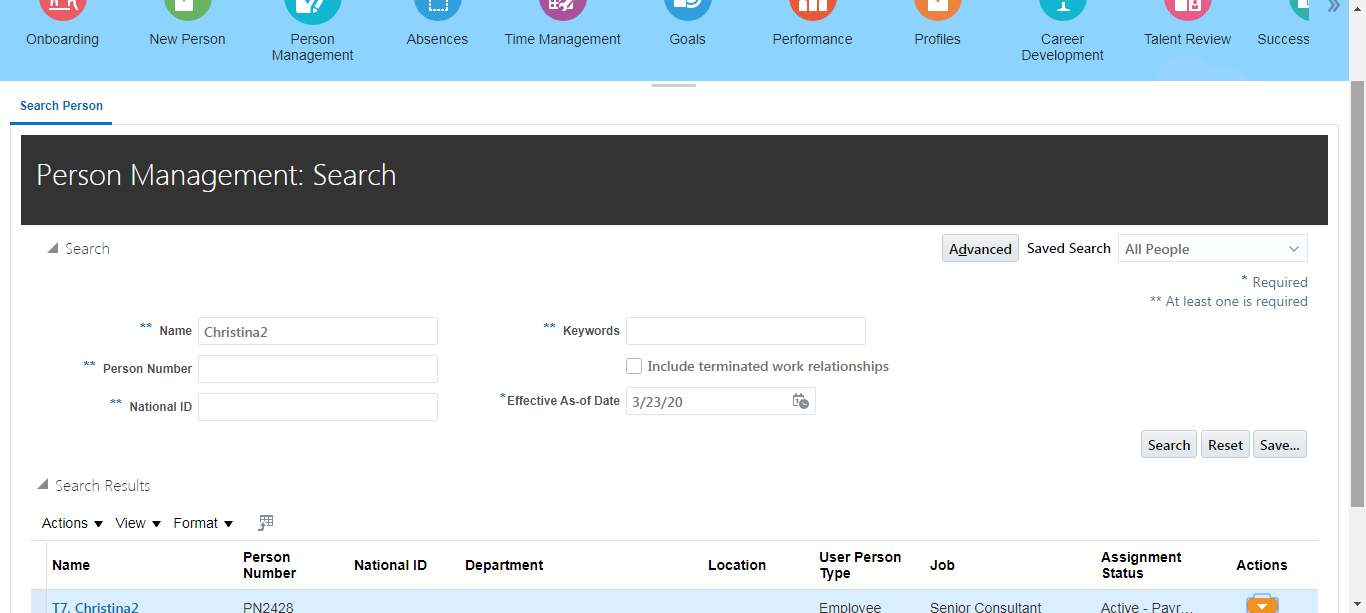 Onboarding
New Person
Person
Management
Absences
Time Management
Goals
Performance
Profiles
Career
Development
Talent Review
Success
Search Person
Person Management: Search
Search
Advanced Saved Search All People
* Required
** At least one is required
** Name Christina2
** Keywords
** Person Number
Include terminated work relationships
** National ID
*Effective As-of Date 3/23/20
Search Reset Save...
Search Results
Actions View Format
Name
Person
Number
National ID
Department
Location
User Person
Type
Job
Assignment
Status
Actions
T7, Christina2 PN2428 Employee Senior Consultant Active - Payr...